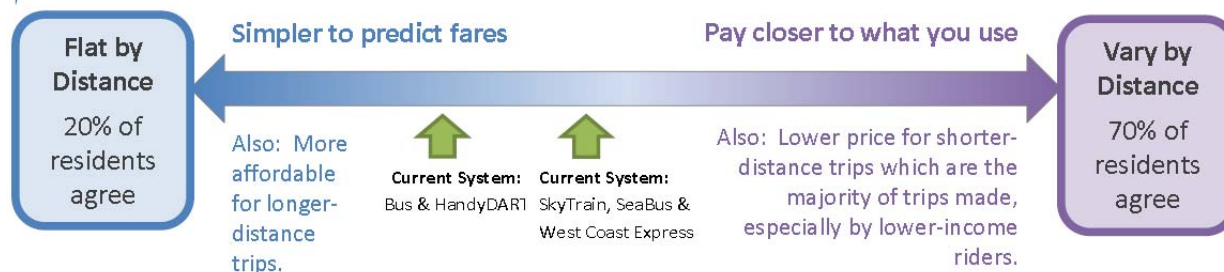 Flat by
Distance
20% of
residents
agree
Simpler to predict fares
Pay closer to what you use
Also: More
affordable
for longer-
distance
trips.
Current System:
Bus & HandyDART
Current System:
SkyTrain, SeaBus &
West Coast Express
Also: Lower price for shorter-
distance trips which are the
majority of trips made,
especially by lower-income
riders.
Vary by
Distance
70% of
residents
agree